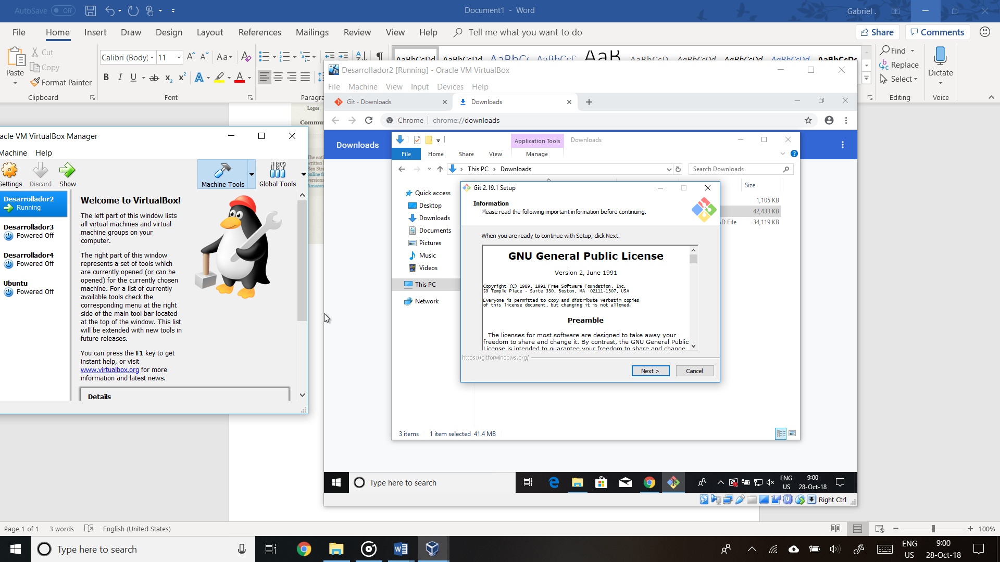 AutoSave Off
Document1 - Word
Gabriel .
File Home Insert Draw Design Layout References Mailings Review View Help Tell me what you want to do
Share Comments
Paste
Cut
Copy
Format Painter
Clipboard
Calibri (Body) 11
Font
AaBbCcDd AaBbCcDd AaBbC AaBbCcD AaB AaBbCcD AaBbCcDd AaBbCcDd AaBbCcDd AaBbCcDc
Find
Replace
Select
Editing
Dictate
Voice
Logos
Desarrollador2 [Running] - Oracle VM VirtualBox
File Machine View Input Devices Help
Git - Downloads
Downloads
Chrome
chrome://downloads
Downloads
Application Tools
Downloads
File Home Share View Manage
This PC
Downloads
Search Downloads
Quick access
Desktop
Downloads
Documents
Pictures
Music
Videos
This PC
Network
Size
1,105 KB
42,433 KB
34,119 KB
3 items 1 item selected 41.4 MB
Git 2.19.1 Setup
Information
Please read the following important information before continuing.
When you are ready to continue with Setup, click Next.
GNU General Public License
Version 2, June 1991
Copyright (C) 1989, 1991 Free Software Foundation, Inc.
59 Temple Place - Suite 330, Boston, MA 02111-1307, USA
Everyone is permitted to copy and distribute verbatim copies
of this license document, but changing it is not allowed.
Preamble
The licenses for most software are designed to take away your
freedom to share and change it. By contrast, the GNU General Public
License is intended to guarantee your freedom to share and change
https://gitforwindows.org/
Next >
Cancel
Type here to search
ENG
US
9:00
28-Oct-18
Right Ctrl
acle VM VirtualBox Manager
Machine Help
Settings Discard Show
Machine Tools
Global Tools
Desarrollador2
Running
Desarrollador3
Powered Off
Desarrollador4
Powered Off
Ubuntu
Powered Off
Welcome to VirtualBox!
The left part of this window lists
all virtual machines and virtual
machine groups on your
computer.
The right part of this window
represents a set of tools which
are currently opened (or can be
opened) for the currently chosen
machine. For a list of currently
available tools check the
corresponding menu at the right
side of the main tool bar located
at the top of the window. This list
will be extended with new tools in
future releases.
You can press the F1 key to get
instant help, or visit
www.virtualbox.org for more
information and latest news.
Details
Page 1 of 1
3 words
English (United States)
100%
Type here to search
ENG
US
9:00
28-Oct-18